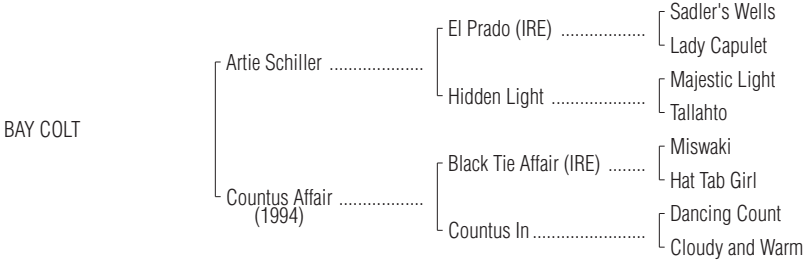 Sadler's Wells
El Prado (IRE) ...................
Lady Capulet
Artie Schiller ....................
Majestic Light
Hidden Light .....................
Tallahto
BAY COLT
Miswaki
Black Tie Affair (IRE) ........
Hat Tab Girl
Countus Affair ..................
(1994)
Dancing Count
Countus In .........................
Cloudy and Warm